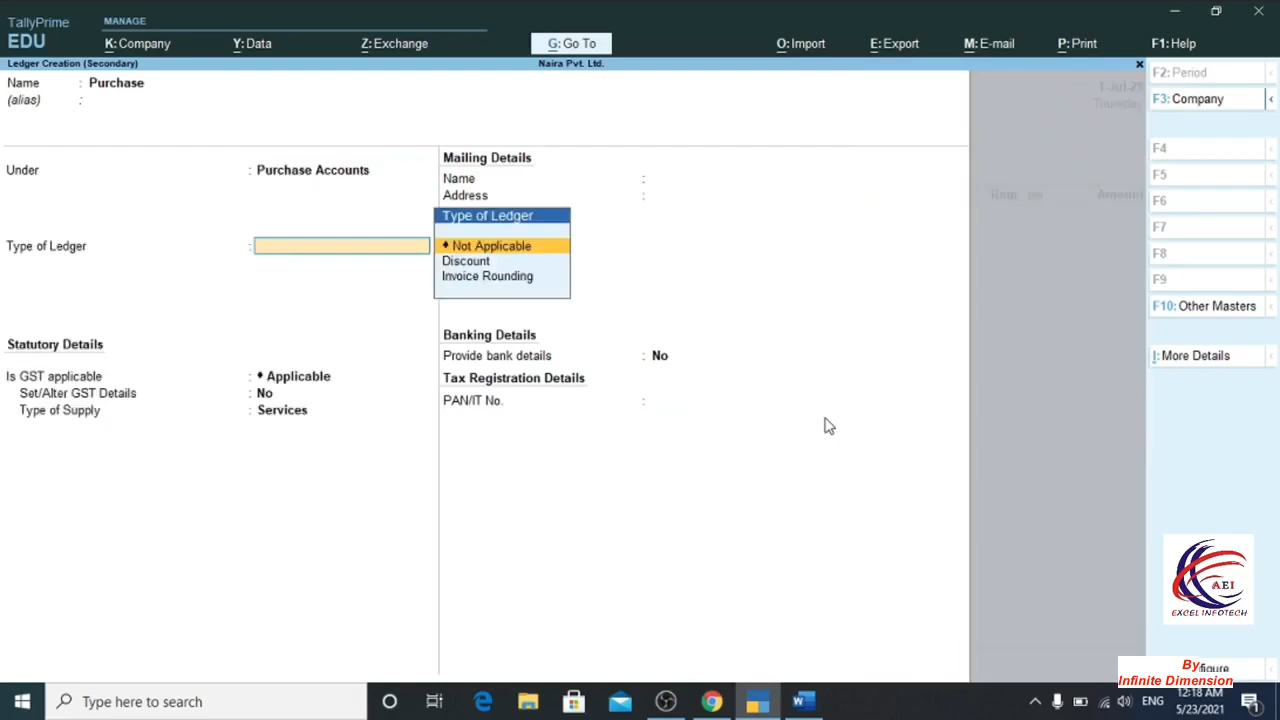 TallyPrime
EDU
MANAGE
K: Company
Y: Data
Z: Exchange
G: Go To
O: Import
E: Export
M: E-mail
P: Print
F1: Help
Ledger Creation (Secondary)
Naira Pvt. Ltd.
Name : Purchase
(alias) :
Under : Purchase Accounts
Type of Ledger :
Statutory Details
Is GST applicable : ♦ Applicable
Set/Alter GST Details : No
Type of Supply : Services
Mailing Details
Name :
Address :
Type of Ledger
♦ Not Applicable
Discount
Invoice Rounding
Banking Details
Provide bank details : No
Tax Registration Details
PAN/IT No. :
Thursday
Amount
F2: Period
F3: Company
F4
F5
F6
F7
F8
F9
F10: Other Masters
I: More Details
AEI
EXCEL INFOTECH
By
Infinite Dimension
Type here to search
ENG
12:18 AM
5/23/2021